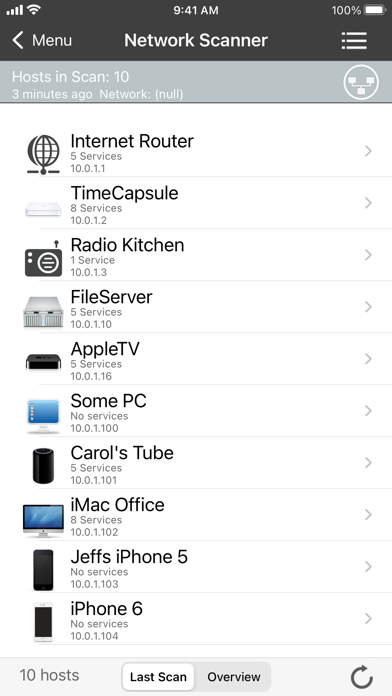 9:41 AM 100%
Menu Network Scanner
Hosts in Scan: 10
3 minutes ago Network: (null)
Internet Router
5 Services
10.0.1.1
TimeCapsule
8 Services
10.0.1.2
Radio Kitchen
1 Service
10.0.1.3
FileServer
5 Services
10.0.1.10
AppleTV
5 Services
10.0.1.16
Some PC
No services
10.0.1.100
Carol's Tube
5 Services
10.0.1.101
iMac Office
8 Services
10.0.1.102
Jeffs iPhone 5
No services
10.0.1.103
iPhone 6
No services
10.0.1.104
10 hosts Last Scan Overview